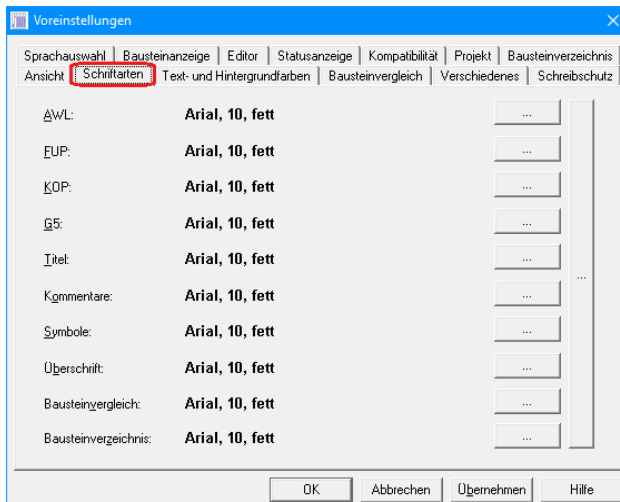 Voreinstellungen
Sprachauswahl Bausteinanzeige Editor Statusanzeige Kompatibilität Projekt Bausteinverzeichnis
Ansicht Schriftarten Text- und Hintergrundfarben Bausteinvergleich Verschiedenes Schreibschutz
AWL: Arial, 10, fett ...
FUP: Arial, 10, fett ...
KOP: Arial, 10, fett ...
G5: Arial, 10, fett ...
Titel: Arial, 10, fett ...
...
Kommentare: Arial, 10, fett ...
Symbole: Arial, 10, fett ...
Überschrift: Arial, 10, fett ...
Bausteinvergleich: Arial, 10, fett ...
Bausteinverzeichnis: Arial, 10, fett ...
OK Abbrechen Übernehmen Hilfe